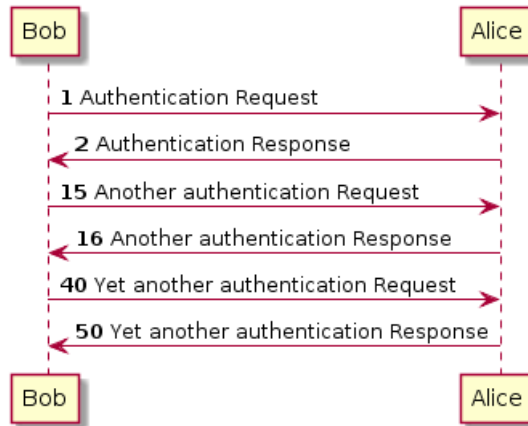 Bob Alice
1 Authentication Request
2 Authentication Response
15 Another authentication Request
16 Another authentication Response
40 Yet another authentication Request
50 Yet another authentication Response
Bob Alice